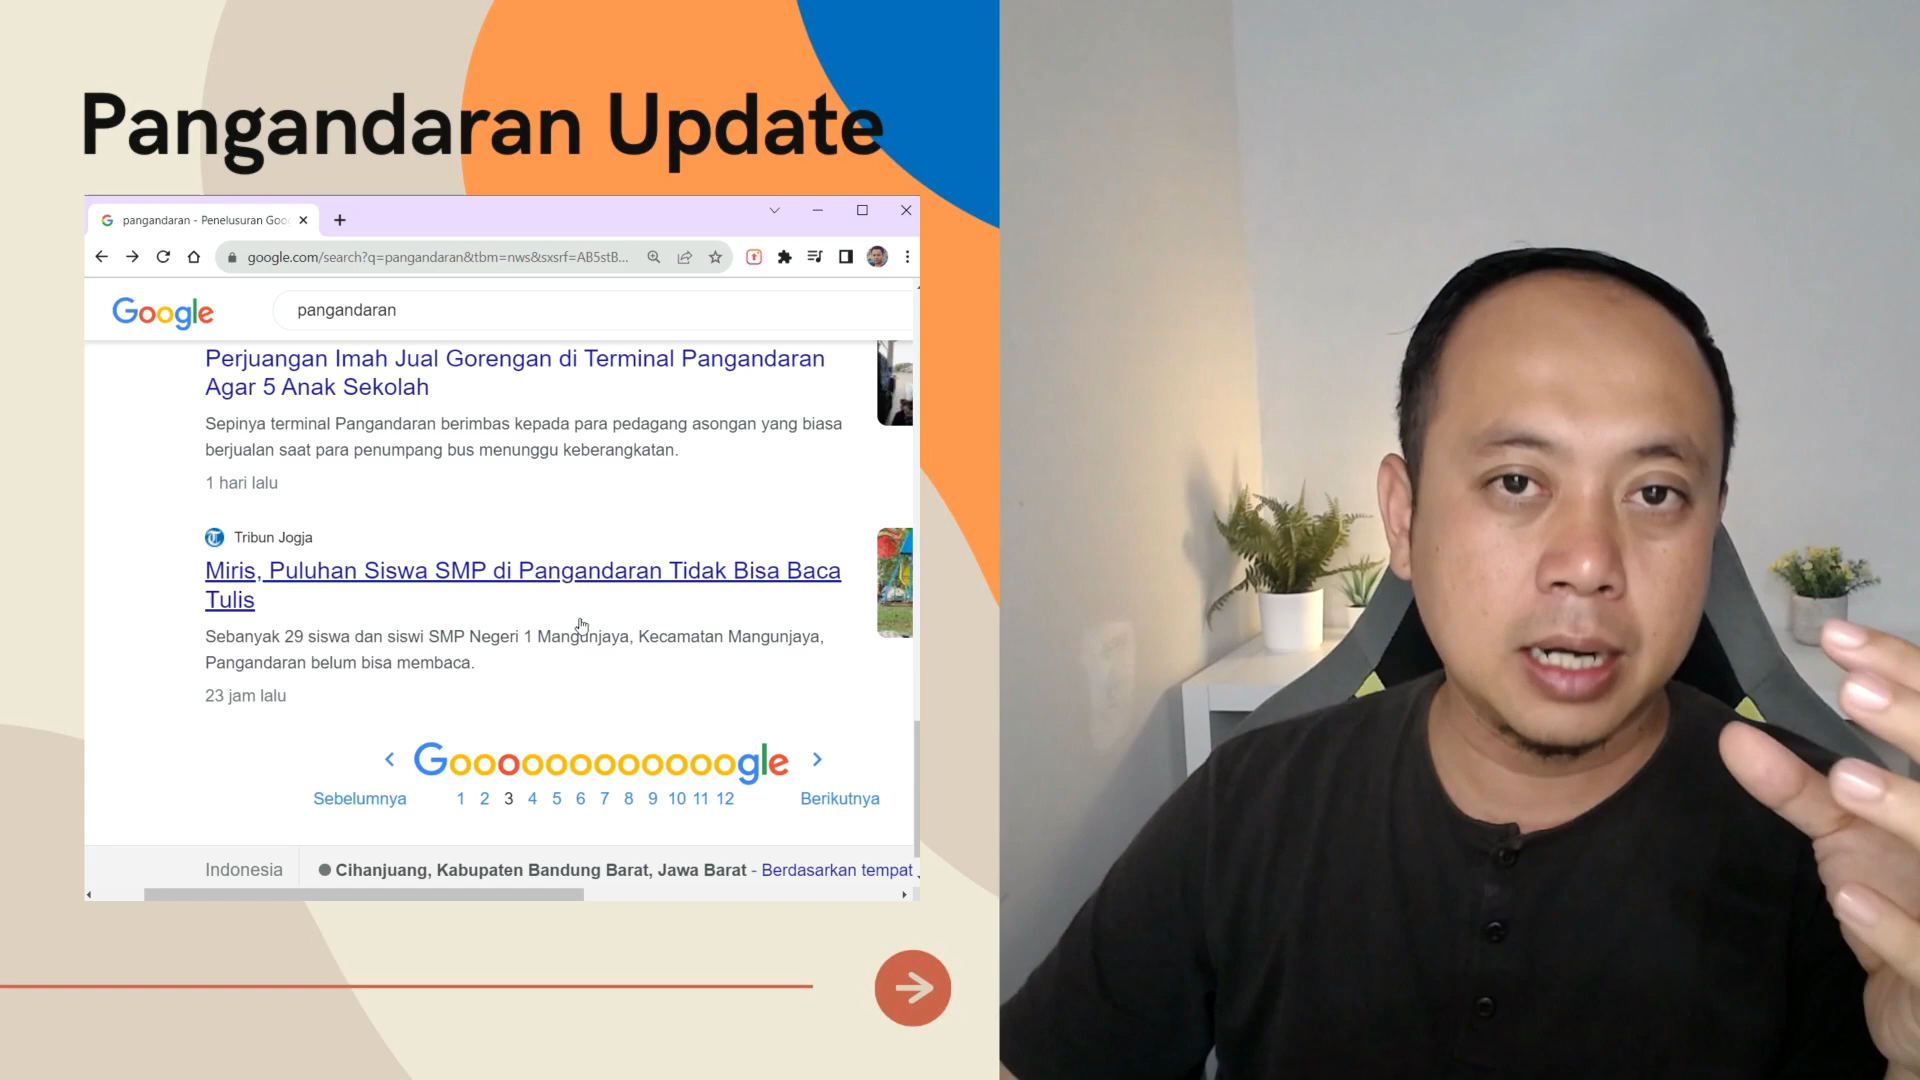 Pangandaran Update
pangandaran - Penelusuran Goo
google.com/search?q=pangandaran&tbm=nws&sxsrf=AB5stB...
Google
pangandaran
Perjuangan Imah Jual Gorengan di Terminal Pangandaran
Agar 5 Anak Sekolah
Sepinya terminal Pangandaran berimbas kepada para pedagang asongan yang biasa
berjualan saat para penumpang bus menunggu keberangkatan.
1 hari lalu
Tribun Jogja
Miris, Puluhan Siswa SMP di Pangandaran Tidak Bisa Baca
Tulis
Sebanyak 29 siswa dan siswi SMP Negeri 1 Mangunjaya, Kecamatan Mangunjaya,
Pangandaran belum bisa membaca.
23 jam lalu
Goooooooooooogle
Sebelumnya 1 2 3 4 5 6 7 8 9 10 11 12 Berikutnya
Indonesia
Cihanjuang, Kabupaten Bandung Barat, Jawa Barat - Berdasarkan tempat